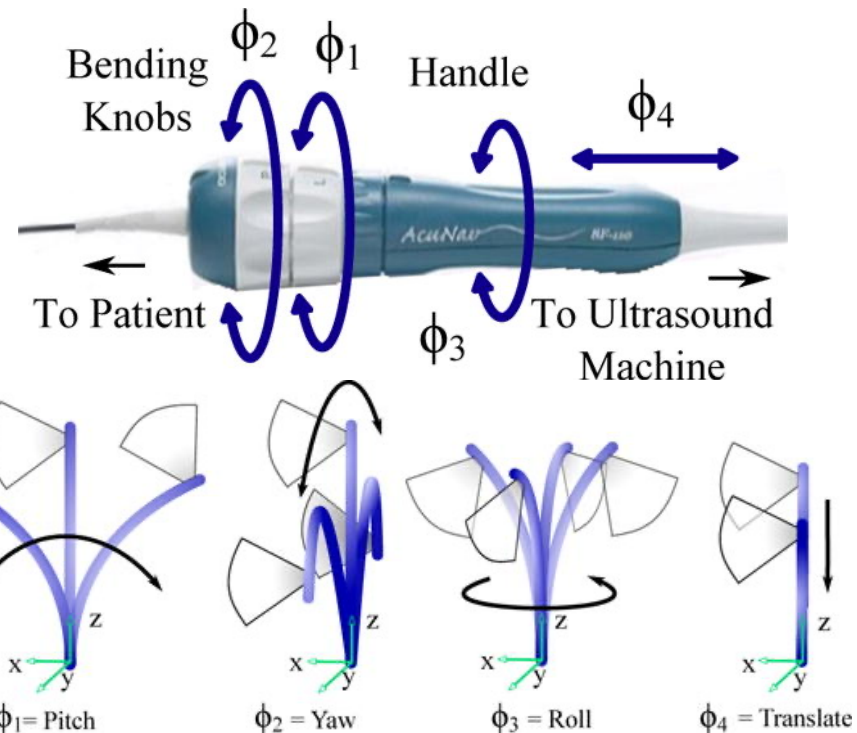 ϕ2 ϕ1
Bending
Knobs
Handle
ϕ4
AcuNav
To Patient
ϕ3
To Ultrasound
Machine
z
x
y
z
x
y
z
x
y
z
x
y
ϕ1= Pitch
ϕ2 = Yaw
ϕ3 = Roll
ϕ4 = Translate